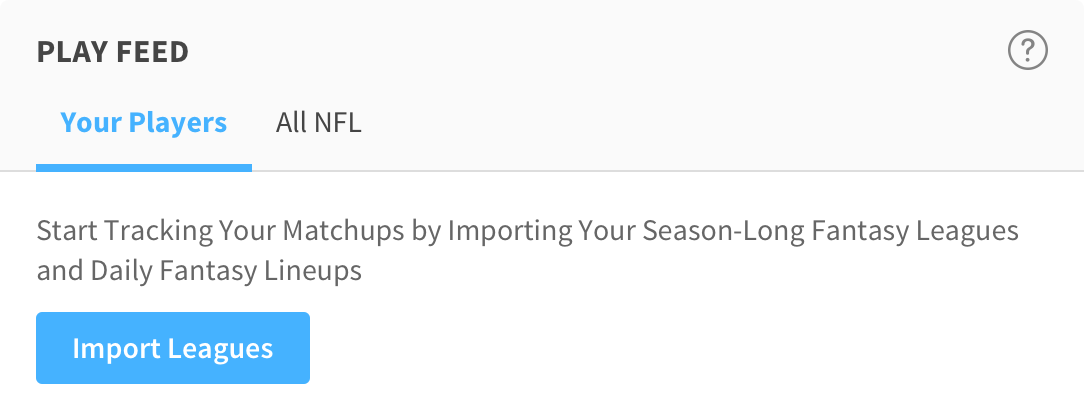 PLAY FEED
?
Your Players All NFL
Start Tracking Your Matchups by Importing Your Season-Long Fantasy Leagues
and Daily Fantasy Lineups
Import Leagues